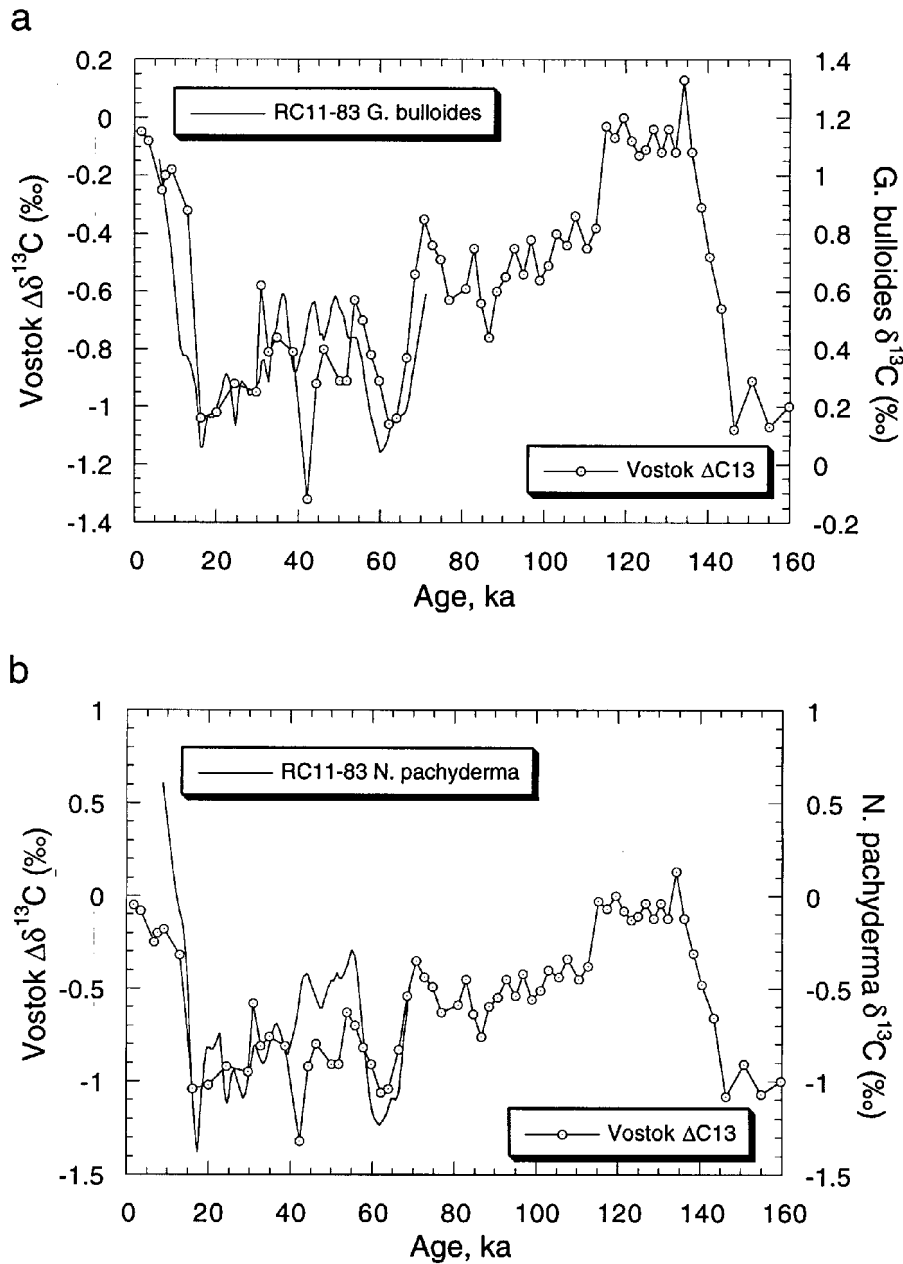 a
RC11-83 G. bulloides
Vostok ΔC13
0.2
0
-0.2
-0.4
-0.6
-0.8
-1
-1.2
-1.4
Vostok Δδ¹³C (‰)
1.4
1.2
1
0.8
0.6
0.4
0.2
0
-0.2
G. bulloides δ¹³C (‰)
0 20 40 60 80 100 120 140 160
Age, ka
b
RC11-83 N. pachyderma
Vostok ΔC13
1
0.5
0
-0.5
-1
-1.5
Vostok Δδ¹³C (‰)
1
0.5
0
-0.5
-1
-1.5
N. pachyderma δ¹³C (‰)
0 20 40 60 80 100 120 140 160
Age, ka